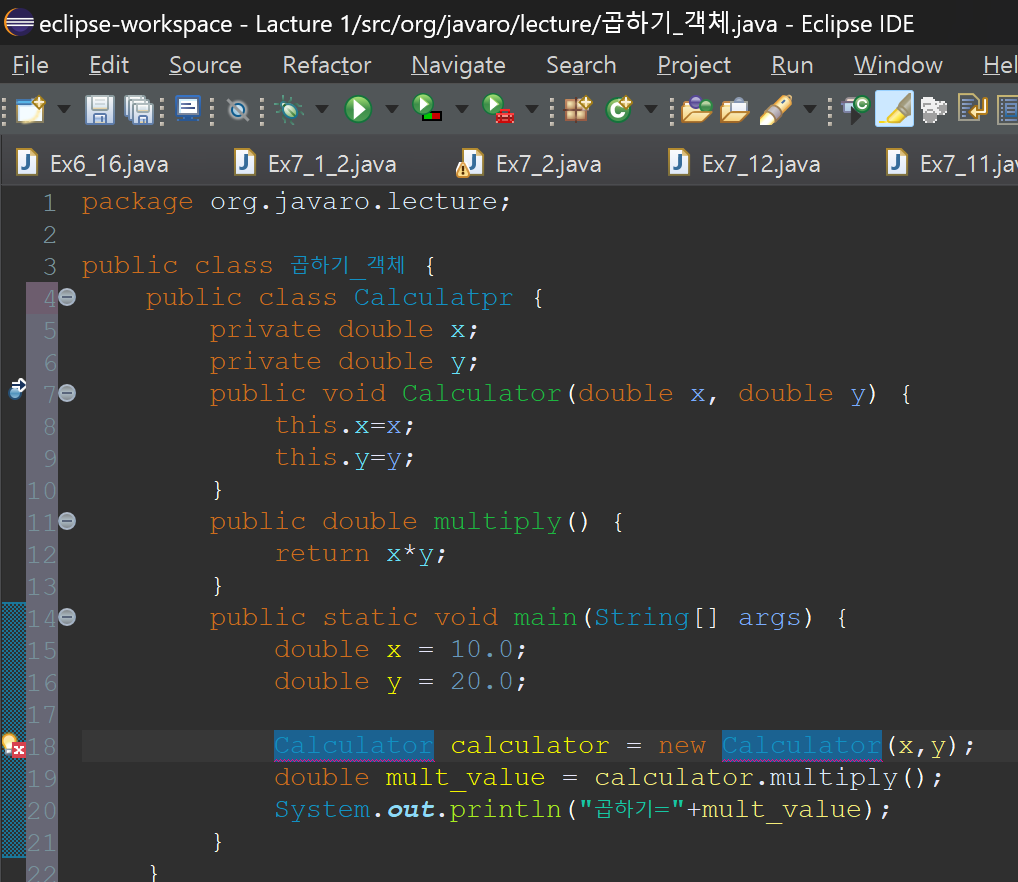 eclipse-workspace - Lacture 1/src/org/javaro/lecture/곱하기_객체.java - Eclipse IDE
File Edit Source Refactor Navigate Search Project Run Window Hel
Ex6_16.java Ex7_1_2.java Ex7_2.java Ex7_12.java Ex7_11.jav
1 package org.javaro.lecture;
2
3 public class 곱하기_객체 {
4 public class Calculatpr {
5 private double x;
6 private double y;
7 public void Calculator(double x, double y) {
8 this.x=x;
9 this.y=y;
10 }
11 public double multiply() {
12 return x*y;
13 }
14 public static void main(String[] args) {
15 double x = 10.0;
16 double y = 20.0;
17
18 Calculator calculator = new Calculator(x,y);
19 double mult_value = calculator.multiply();
20 System.out.println("곱하기="+mult_value);
21 }
22 }